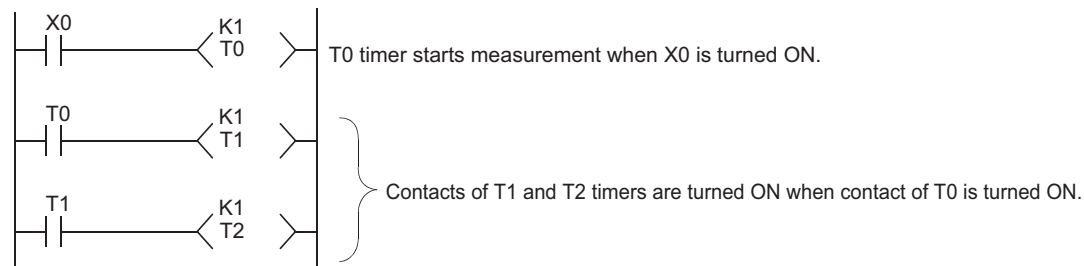 X0
K1
T0
T0 timer starts measurement when X0 is turned ON.
T0
K1
T1
Contacts of T1 and T2 timers are turned ON when contact of T0 is turned ON.
T1
K1
T2